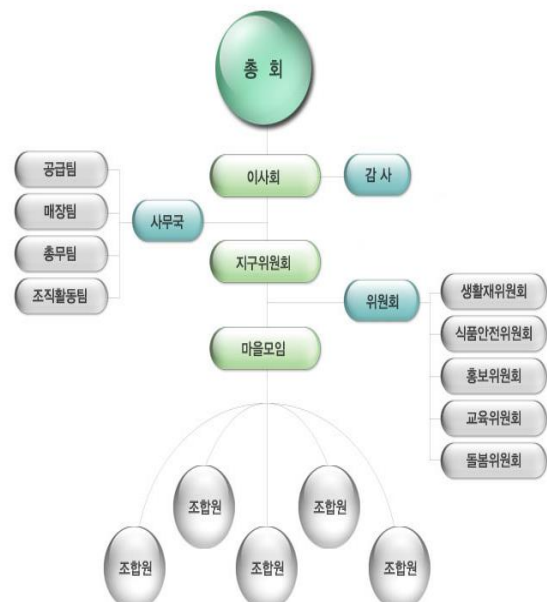 총 회
이사회
감 사
공급팀
매장팀
총무팀
조직활동팀
사무국
지구위원회
위원회
생활재위원회
식품안전위원회
홍보위원회
교육위원회
돌봄위원회
마을모임
조합원
조합원
조합원
조합원
조합원